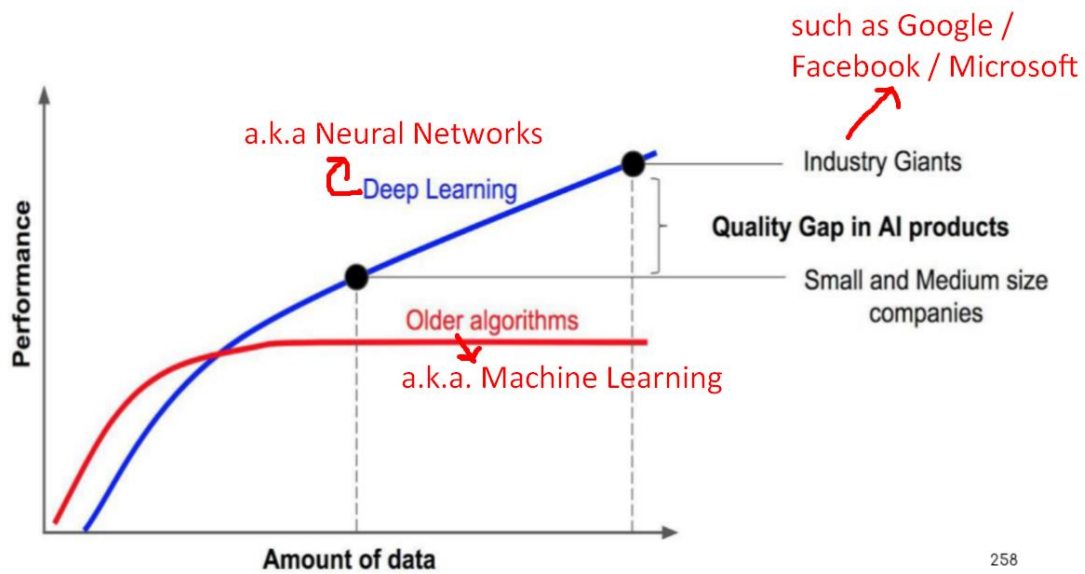 such as Google /
Facebook / Microsoft
a.k.a Neural Networks
Deep Learning
Industry Giants
Quality Gap in AI products
Small and Medium size
companies
Older algorithms
a.k.a. Machine Learning
Performance
Amount of data
258